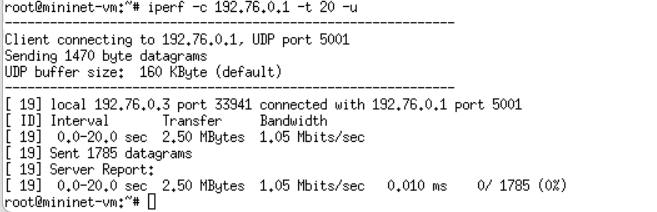 root@mininet-vm:~# iperf -c 192.76.0.1 -t 20 -u
------------------------------------------------------------
Client connecting to 192.76.0.1, UDP port 5001
Sending 1470 byte datagrams
UDP buffer size:  160 KByte (default)
------------------------------------------------------------
[ 19] local 192.76.0.3 port 33941 connected with 192.76.0.1 port 5001
[ ID] Interval       Transfer     Bandwidth
[ 19]  0.0-20.0 sec  2.50 MBytes  1.05 Mbits/sec
[ 19] Sent 1785 datagrams
[ 19] Server Report:
[ 19]  0.0-20.0 sec  2.50 MBytes  1.05 Mbits/sec   0.010 ms    0/ 1785 (0%)
root@mininet-vm:~#